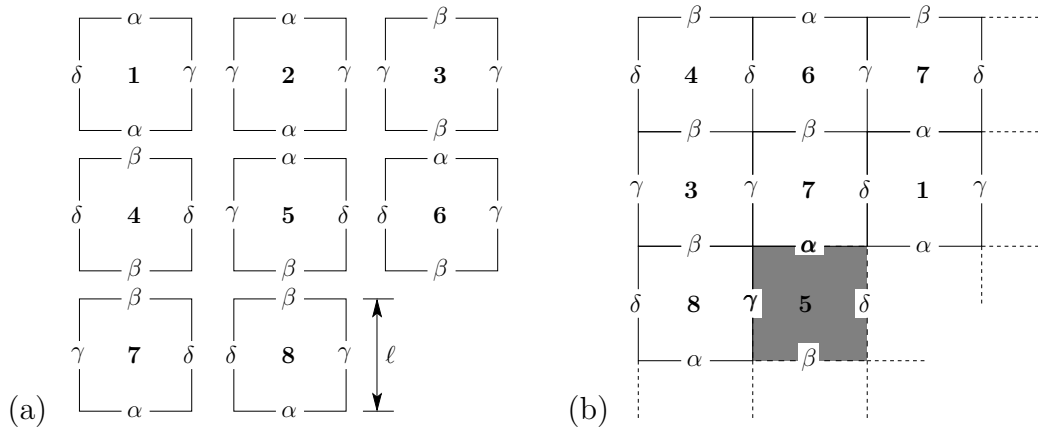 α α β
δ 1 γ γ 2 γ γ 3 γ
α α β
β α α
δ 4 δ γ 5 δ δ 6 γ
β β β
β β
γ 7 δ δ 8 γ ℓ
α α
(a)
β α β
δ 4 δ 6 γ 7 δ
β β α
γ 3 γ 7 δ 1 γ
β α α
δ 8 γ 5 δ
α β
(b)